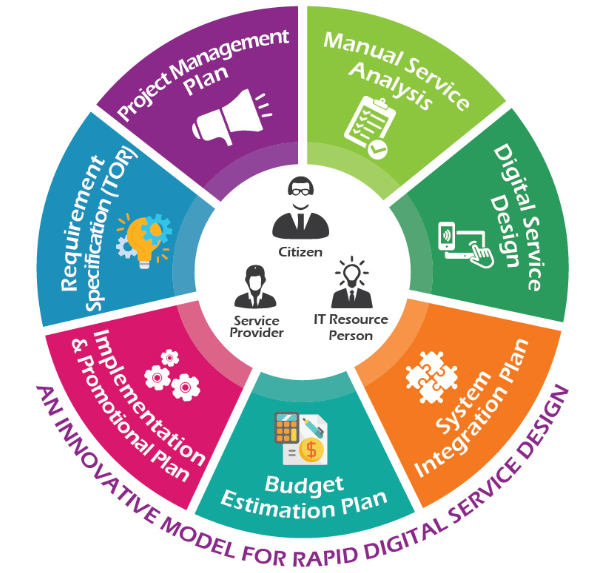 Manual Service
Analysis
Digital Service
Design
System
Integration Plan
Budget
Estimation Plan
Implementation
& Promotional Plan
Requirement
Specification (TOR)
Project Management
Plan
Citizen
Service
Provider
IT Resource
Person
AN INNOVATIVE MODEL FOR RAPID DIGITAL SERVICE DESIGN
$